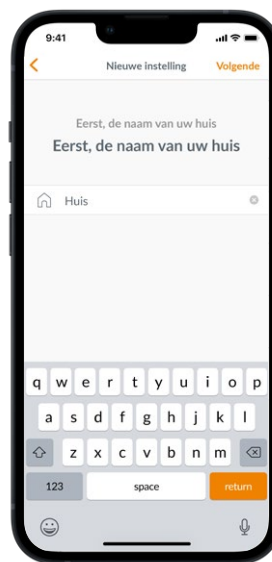 9:41
Nieuwe instelling Volgende
Eerst, de naam van uw huis
Eerst, de naam van uw huis
Huis
q w e r t y u i o p
a s d f g h j k l
z x c v b n m
123 space return